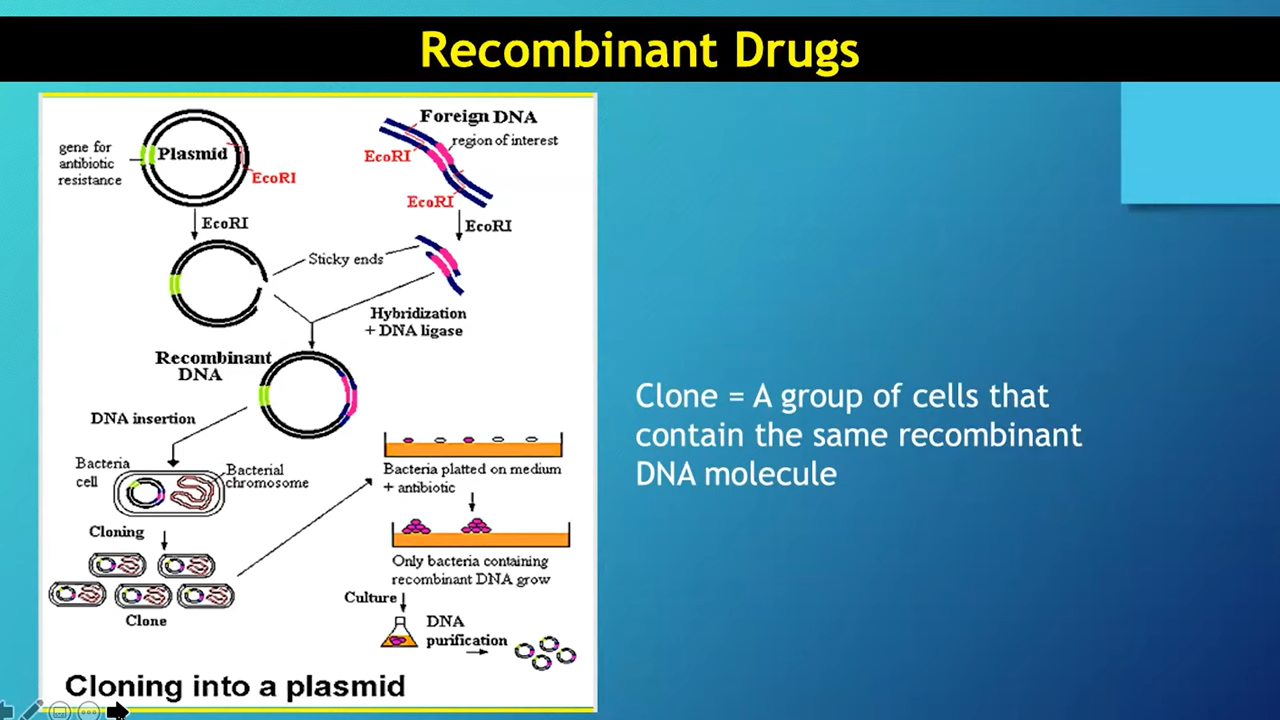 Recombinant Drugs
gene for
antibiotic
resistance
Plasmid
EcoRI
Foreign DNA
region of interest
EcoRI
EcoRI
EcoRI
EcoRI
Sticky ends
Hybridization
+ DNA ligase
Recombinant
DNA
DNA insertion
Bacteria
cell
Bacterial
chromosome
Cloning
Clone
Bacteria platted on medium
+ antibiotic
Only bacteria containing
recombinant DNA grow
Culture
DNA
purification
Cloning into a plasmid
Clone = A group of cells that
contain the same recombinant
DNA molecule